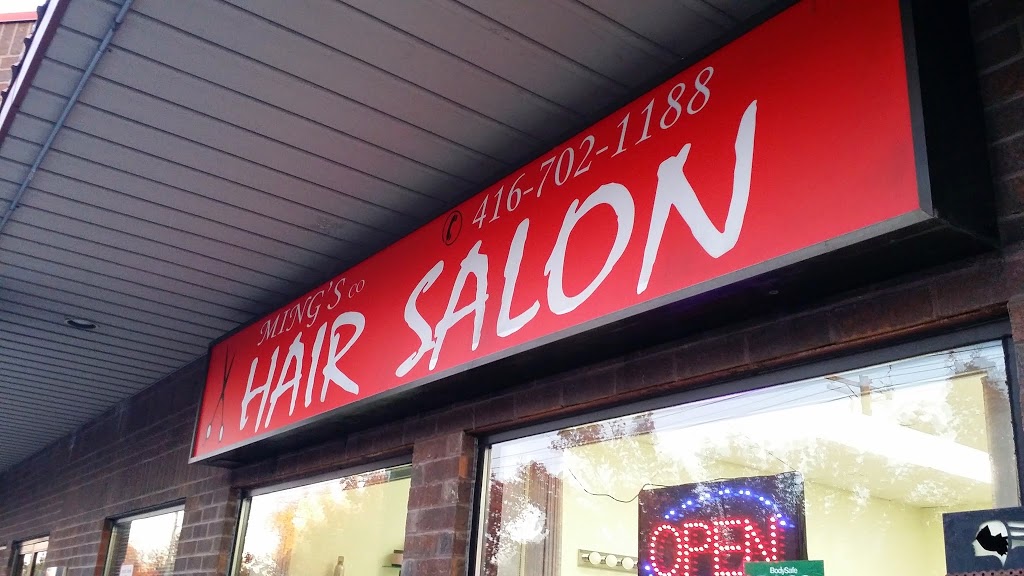 MING'S CO
✆ 416-702-1188
HAIR SALON
OPEN
BodySafe